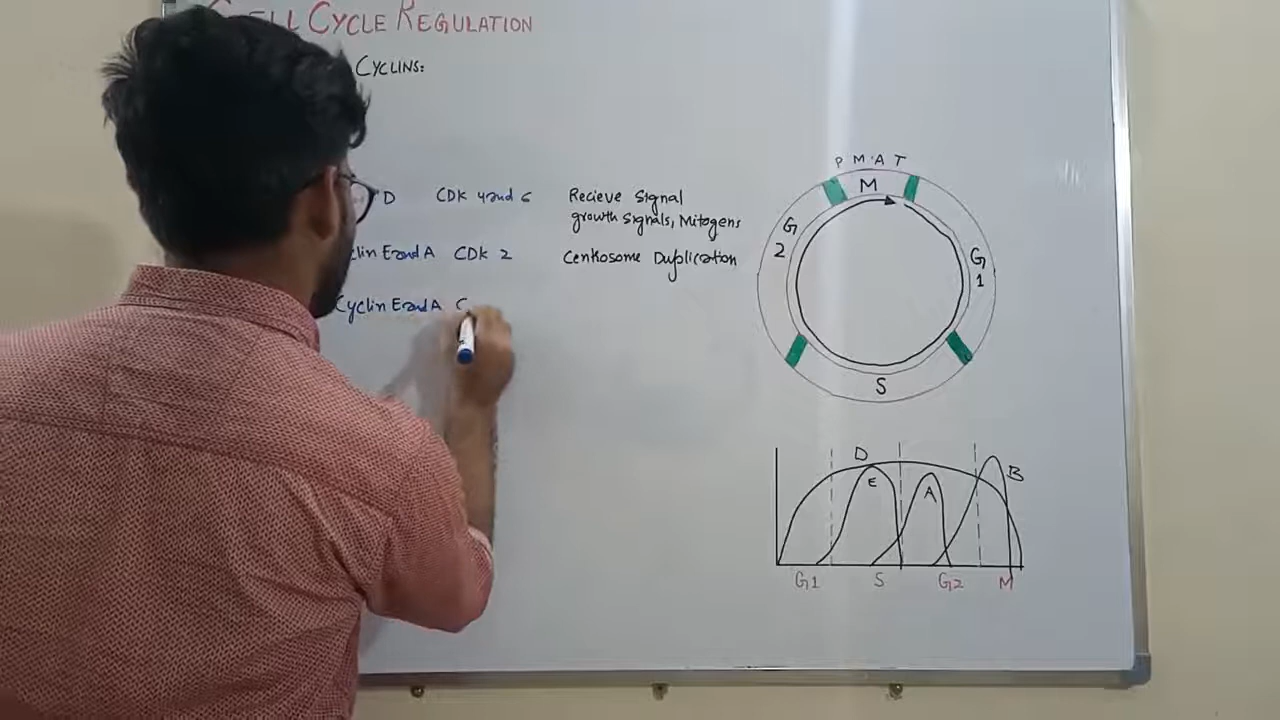 CELL CYCLE REGULATION
CYCLINS:
D CDK 4 and 6 Recieve Signal
growth signals, Mitogens
clin E and A CDK 2 Centrosome Duplication
Cyclin E and A C
P M A T
M
G1
S
G2
D
E
A
B
G1 S G2 M